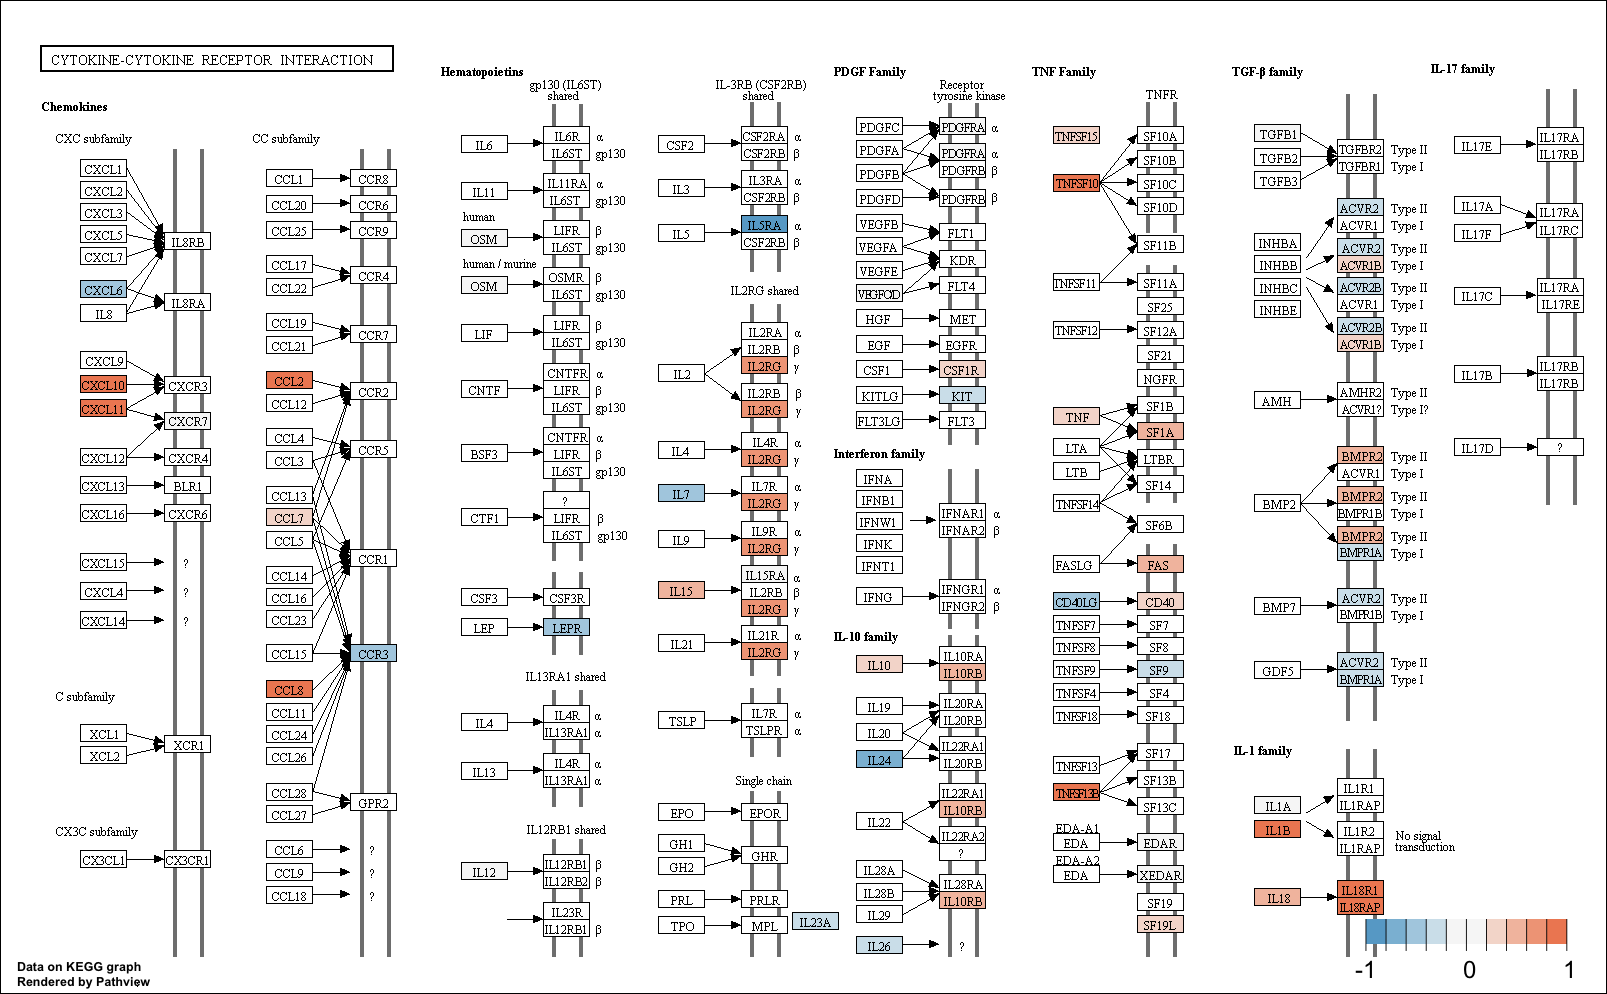 CYTOKINE-CYTOKINE RECEPTOR INTERACTION
Chemokines
CXC subfamily
CXCL1
CXCL2
CXCL3
CXCL5
CXCL7
CXCL6
IL8
IL8RB
IL8RA
CXCL9
CXCL10
CXCL11
CXCR3
CXCR7
CXCL12
CXCR4
CXCL13
BLR1
CXCL16
CXCR6
CXCL15
?
CXCL4
?
CXCL14
?
C subfamily
XCL1
XCL2
XCR1
CX3C subfamily
CX3CL1
CX3CR1
CC subfamily
CCL1
CCR8
CCL20
CCR6
CCL25
CCR9
CCL17
CCL22
CCR4
CCL19
CCL21
CCR7
CCL2
CCL12
CCR2
CCL4
CCL3
CCR5
CCL13
CCL7
CCL5
CCR1
CCL14
CCL16
CCL23
CCL15
CCR3
CCL8
CCL11
CCL24
CCL26
CCL28
CCL27
GPR2
CCL6
?
CCL9
?
CCL18
?
Hematopoietins
gp130 (IL6ST)
shared
IL6
IL6R α
IL6ST gp130
IL11
IL11RA α
IL6ST gp130
human
OSM
LIFR β
IL6ST gp130
human / murine
OSM
OSMR β
IL6ST gp130
LIF
LIFR β
IL6ST gp130
CNTF
CNTFR α
LIFR β
IL6ST gp130
BSF3
CNTFR α
LIFR β
IL6ST gp130
CTF1
?
LIFR β
IL6ST gp130
CSF3
CSF3R
LEP
LEPR
IL13RA1 shared
IL4
IL4R α
IL13RA1 α
IL13
IL4R α
IL13RA1 α
IL12RB1 shared
IL12
IL12RB1 β
IL12RB2 β
IL23R
IL12RB1 β
IL-3RB (CSF2RB)
shared
CSF2
CSF2RA α
CSF2RB β
IL3
IL3RA α
CSF2RB β
IL5
IL5RA α
CSF2RB β
IL2RG shared
IL2
IL2RA α
IL2RB β
IL2RG γ
IL2RB β
IL2RG γ
IL4
IL4R α
IL2RG γ
IL7
IL7R α
IL2RG γ
IL9
IL9R α
IL2RG γ
IL15
IL15RA α
IL2RB β
IL2RG γ
IL21
IL21R α
IL2RG γ
TSLP
IL7R α
TSLPR α
Single chain
EPO
EPOR
GH1
GH2
GHR
PRL
PRLR
TPO
MPL
IL23A
PDGF Family
Receptor
tyrosine kinase
PDGFC
PDGFA
PDGFB
PDGFD
PDGFRA α
PDGFRA α
PDGFRB β
PDGFRB β
VEGFB
VEGFA
VEGFE
VEGFC/D
FLT1
KDR
FLT4
HGF
MET
EGF
EGFR
CSF1
CSF1R
KITLG
KIT
FLT3LG
FLT3
Interferon family
IFNA
IFNB1
IFNW1
IFNK
IFNT1
IFNAR1 α
IFNAR2 β
IFNG
IFNGR1 α
IFNGR2 β
IL-10 family
IL10
IL10RA
IL10RB
IL19
IL20
IL24
IL20RA
IL20RB
IL22RA1
IL20RB
IL22
IL22RA1
IL10RB
IL22RA2
?
IL28A
IL28B
IL29
IL28RA
IL10RB
IL26
?
TNF Family
TNFR
TNFSF15
TNFSF10
SF10A
SF10B
SF10C
SF10D
SF11B
TNFSF11
SF11A
SF25
TNFSF12
SF12A
SF21
NGFR
TNF
LTA
LTB
TNFSF14
SF1B
SF1A
LTBR
SF14
SF6B
FASLG
FAS
CD40LG
CD40
TNFSF7
SF7
TNFSF8
SF8
TNFSF9
SF9
TNFSF4
SF4
TNFSF18
SF18
TNFSF13
TNFSF13B
SF17
SF13B
SF13C
EDA-A1
EDA
EDAR
EDA-A2
EDA
XEDAR
SF19
SF19L
TGF-β family
TGFB1
TGFB2
TGFB3
TGFBR2 Type II
TGFBR1 Type I
INHBA
INHBB
INHBC
INHBE
ACVR2 Type II
ACVR1 Type I
ACVR2 Type II
ACVR1B Type I
ACVR2B Type II
ACVR1 Type I
ACVR2B Type II
ACVR1B Type I
AMH
AMHR2 Type II
ACVR1? Type I?
BMP2
BMPR2 Type II
ACVR1 Type I
BMPR2 Type II
BMPR1B Type I
BMPR2 Type II
BMPR1A Type I
BMP7
ACVR2 Type II
BMPR1B Type I
GDF5
ACVR2 Type II
BMPR1A Type I
IL-1 family
IL1A
IL1B
IL1R1
IL1RAP
IL1R2
IL1RAP
No signal
transduction
IL18
IL18R1
IL18RAP
IL-17 family
IL17E
IL17RA
IL17RB
IL17A
IL17F
IL17RA
IL17RC
IL17C
IL17RA
IL17RE
IL17B
IL17RB
IL17RB
IL17D
?
-1 0 1
Data on KEGG graph
Rendered by Pathview